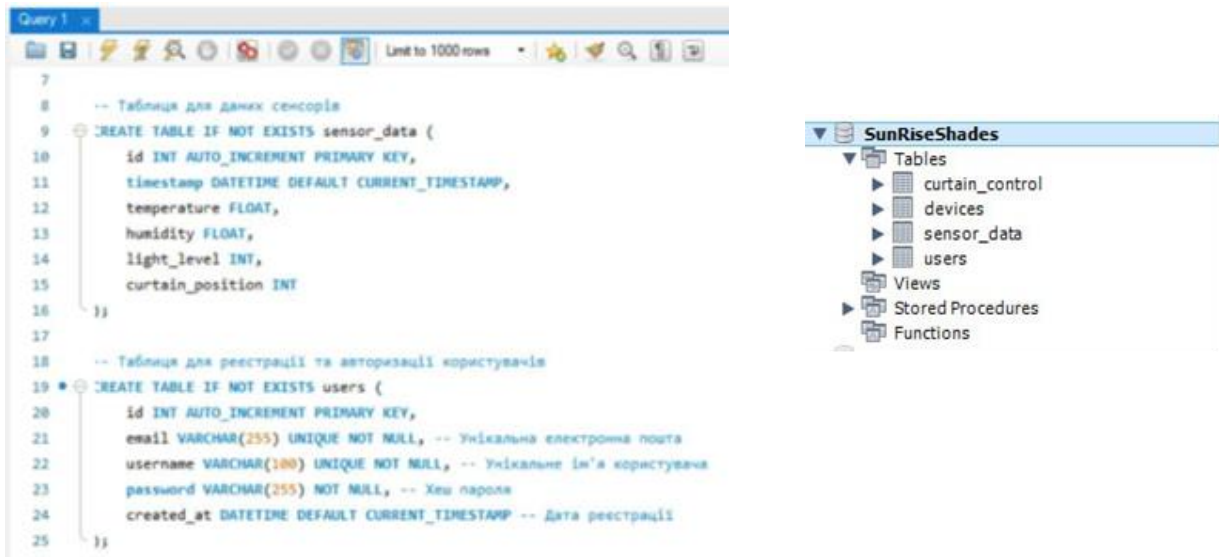 Query 1 ×
Limit to 1000 rows
7
8 -- Таблиця для даних сенсорів
9 CREATE TABLE IF NOT EXISTS sensor_data (
10 id INT AUTO_INCREMENT PRIMARY KEY,
11 timestamp DATETIME DEFAULT CURRENT_TIMESTAMP,
12 temperature FLOAT,
13 humidity FLOAT,
14 light_level INT,
15 curtain_position INT
16 );
17
18 -- Таблиця для реєстрації та авторизації користувачів
19 CREATE TABLE IF NOT EXISTS users (
20 id INT AUTO_INCREMENT PRIMARY KEY,
21 email VARCHAR(255) UNIQUE NOT NULL, -- Унікальна електронна пошта
22 username VARCHAR(100) UNIQUE NOT NULL, -- Унікальне ім'я користувача
23 password VARCHAR(255) NOT NULL, -- Хеш пароля
24 created_at DATETIME DEFAULT CURRENT_TIMESTAMP -- Дата реєстрації
25 );
SunRiseShades
Tables
curtain_control
devices
sensor_data
users
Views
Stored Procedures
Functions